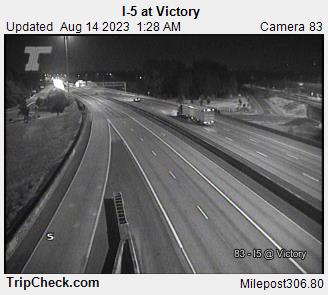 I-5 at Victory
Updated Aug 14 2023 1:28 AM Camera 83
T
5
83 - I5 @ Victory
TripCheck.com Milepost306.80